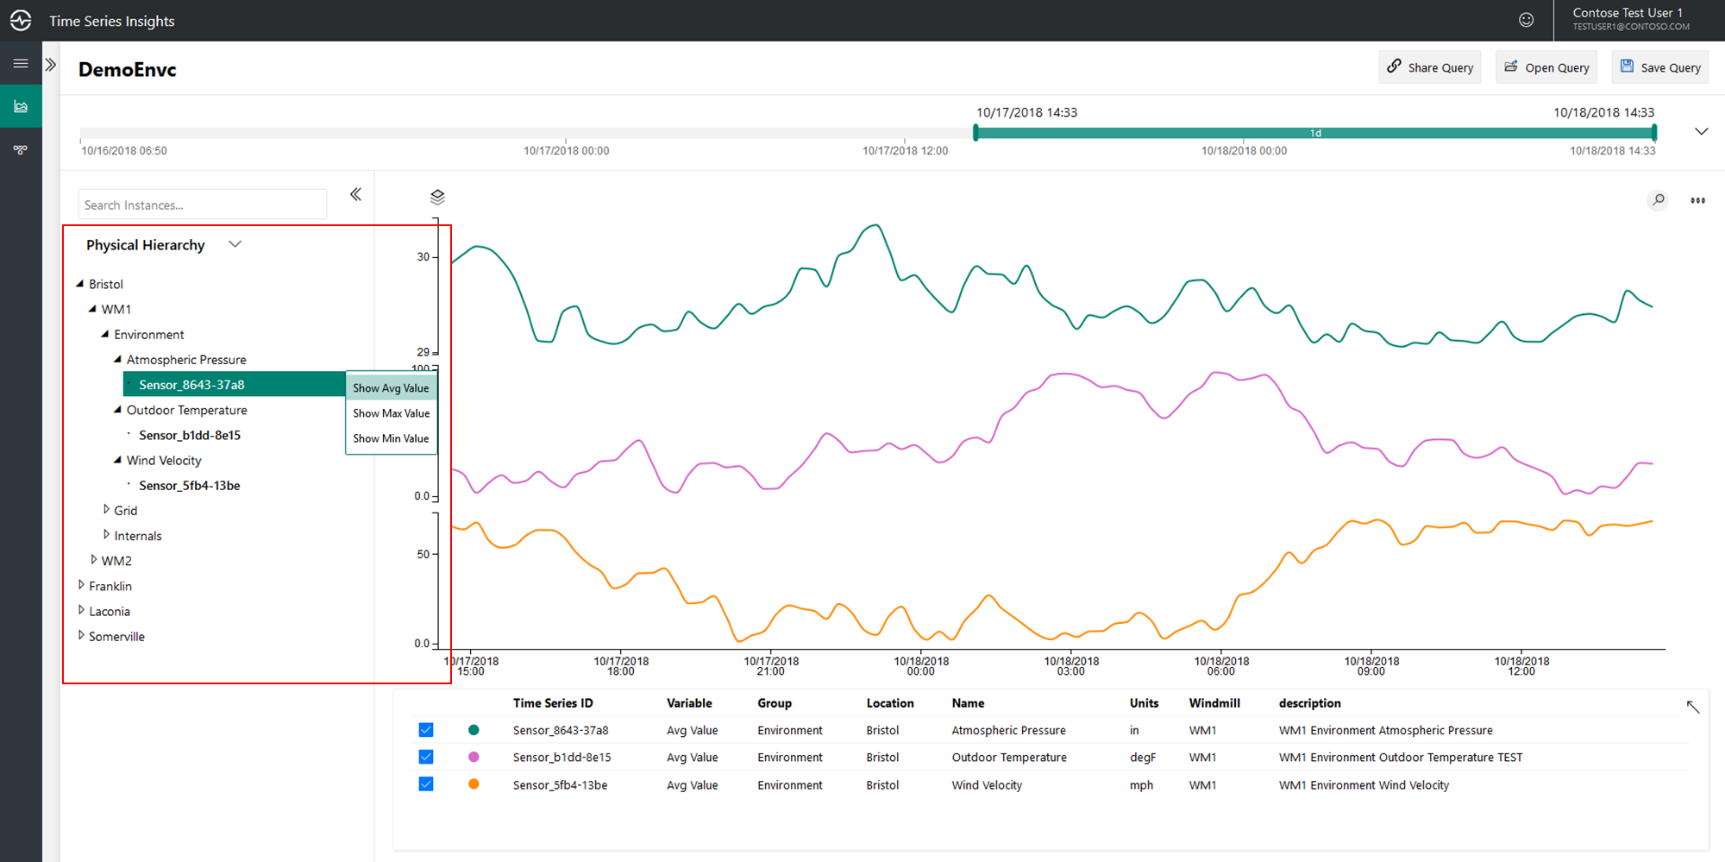 Time Series Insights
Contose Test User 1
TESTUSER1@CONTOSO.COM
DemoEnvc
Share Query
Open Query
Save Query
10/17/2018 14:33
10/18/2018 14:33
1d
10/16/2018 06:50
10/17/2018 00:00
10/17/2018 12:00
10/18/2018 00:00
10/18/2018 14:33
Search Instances...
Physical Hierarchy
Bristol
WM1
Environment
Atmospheric Pressure
Sensor_8643-37a8
Show Avg Value
Show Max Value
Show Min Value
Outdoor Temperature
Sensor_b1dd-8e15
Wind Velocity
Sensor_5fb4-13be
Grid
Internals
WM2
Franklin
Laconia
Somerville
30
29
100
0.0
50
0.0
10/17/2018 15:00
10/17/2018 18:00
10/17/2018 21:00
10/18/2018 00:00
10/18/2018 03:00
10/18/2018 06:00
10/18/2018 09:00
10/18/2018 12:00
Time Series ID Variable Group Location Name Units Windmill description
Sensor_8643-37a8 Avg Value Environment Bristol Atmospheric Pressure in WM1 WM1 Environment Atmospheric Pressure
Sensor_b1dd-8e15 Avg Value Environment Bristol Outdoor Temperature degF WM1 WM1 Environment Outdoor Temperature TEST
Sensor_5fb4-13be Avg Value Environment Bristol Wind Velocity mph WM1 WM1 Environment Wind Velocity